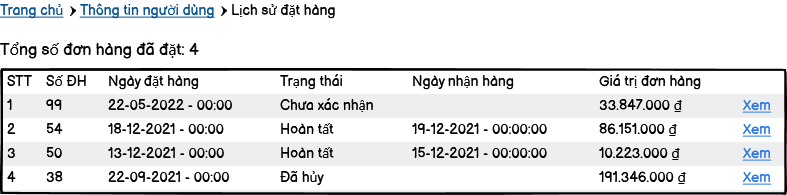 Trang chủ > Thông tin người dùng > Lịch sử đặt hàng
Tổng số đơn hàng đã đặt: 4
STT Số ĐH Ngày đặt hàng Trạng thái Ngày nhận hàng Giá trị đơn hàng
1 99 22-05-2022 - 00:00 Chưa xác nhận 33.847.000 ₫ Xem
2 54 18-12-2021 - 00:00 Hoàn tất 19-12-2021 - 00:00:00 86.151.000 ₫ Xem
3 50 13-12-2021 - 00:00 Hoàn tất 15-12-2021 - 00:00:00 10.223.000 ₫ Xem
4 38 22-09-2021 - 00:00 Đã hủy 191.346.000 ₫ Xem